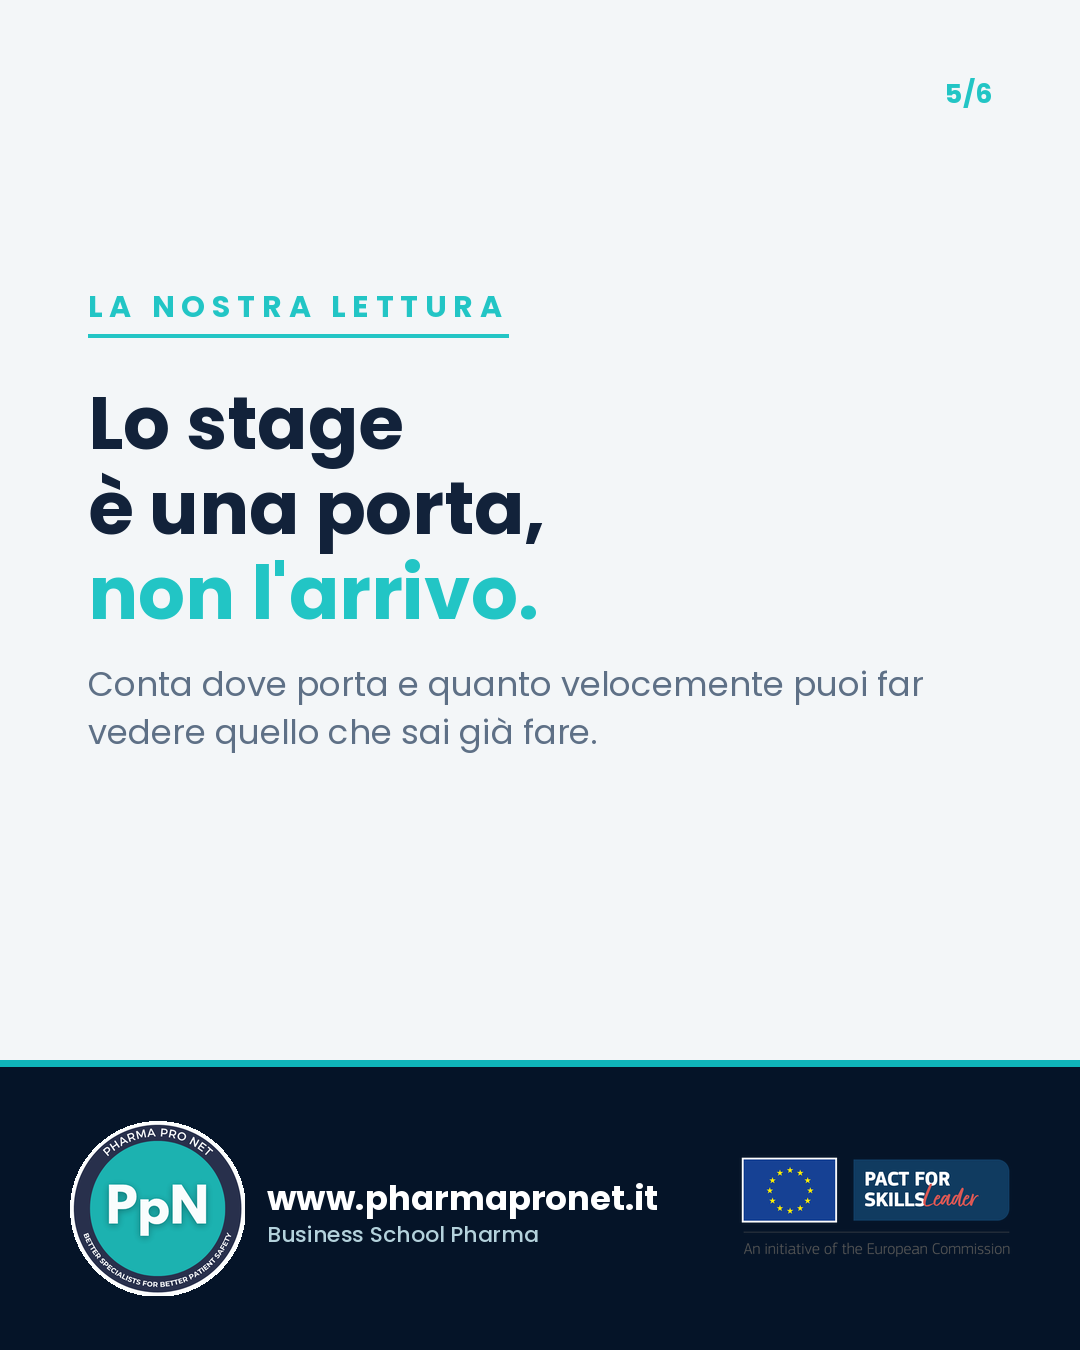 5/6
LA NOSTRA LETTURA
Lo stage
è una porta,
non l'arrivo.
Conta dove porta e quanto velocemente puoi far
vedere quello che sai già fare.
PHARMA PRO NET
PpN
BETTER SPECIALISTS FOR BETTER PATIENT SAFETY
www.pharmapronet.it
Business School Pharma
PACT FOR
SKILLS Leader
An initiative of the European Commission